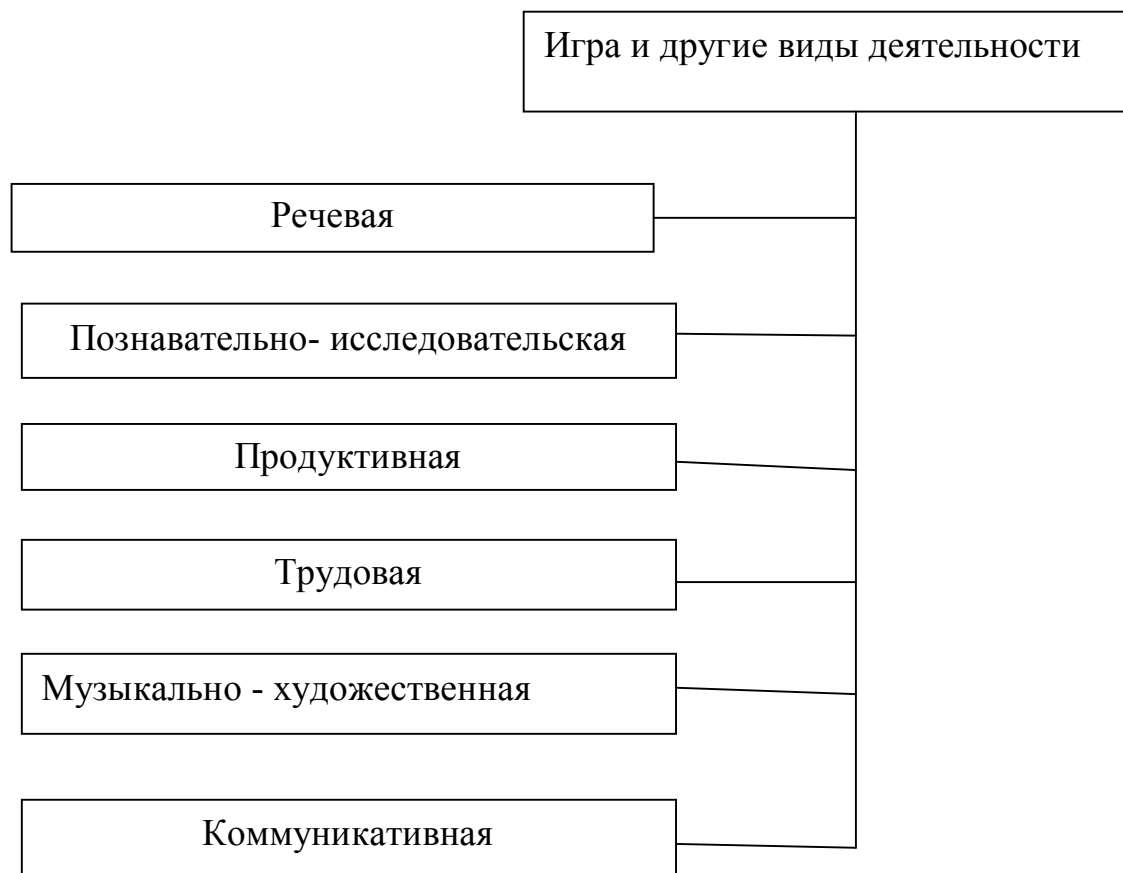 Игра и другие виды деятельности
Речевая
Познавательно- исследовательская
Продуктивная
Трудовая
Музыкально - художественная
Коммуникативная